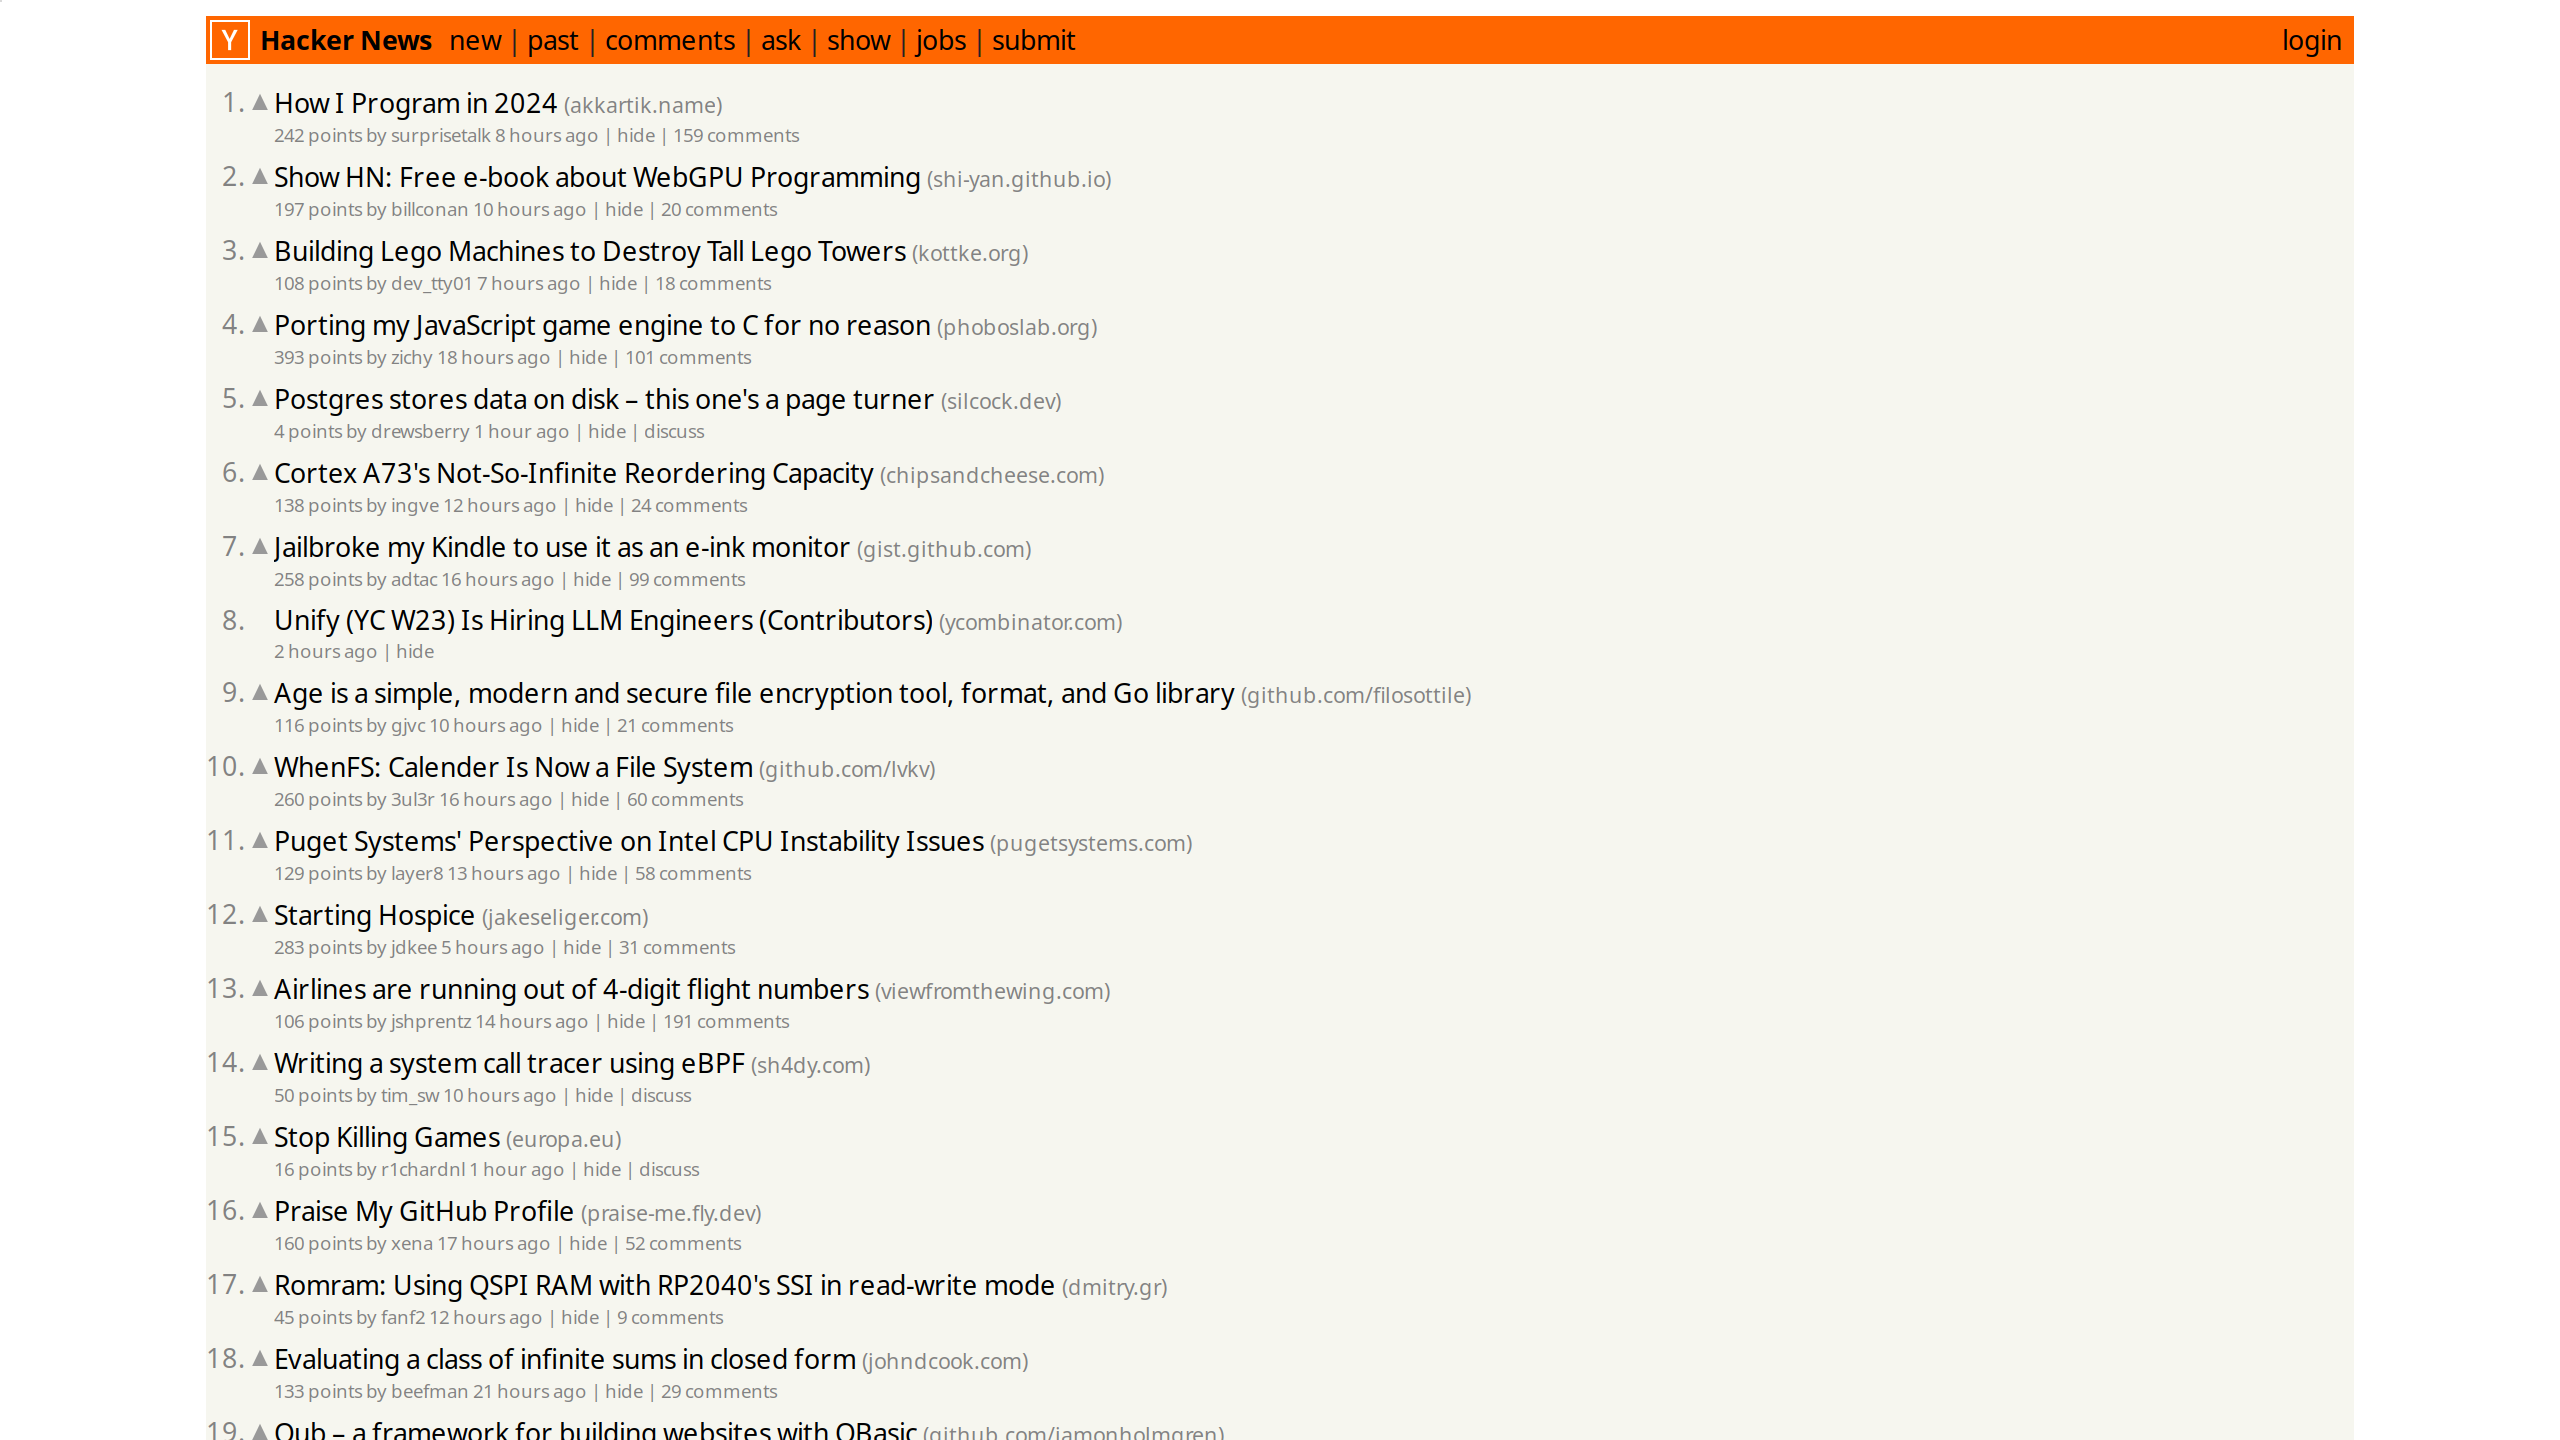 Y Hacker News new | past | comments | ask | show | jobs | submit login
1. ▲ How I Program in 2024 (akkartik.name)
242 points by surprisetalk 8 hours ago | hide | 159 comments
2. ▲ Show HN: Free e-book about WebGPU Programming (shi-yan.github.io)
197 points by billconan 10 hours ago | hide | 20 comments
3. ▲ Building Lego Machines to Destroy Tall Lego Towers (kottke.org)
108 points by dev_tty01 7 hours ago | hide | 18 comments
4. ▲ Porting my JavaScript game engine to C for no reason (phoboslab.org)
393 points by zichy 18 hours ago | hide | 101 comments
5. ▲ Postgres stores data on disk – this one's a page turner (silcock.dev)
4 points by drewsberry 1 hour ago | hide | discuss
6. ▲ Cortex A73's Not-So-Infinite Reordering Capacity (chipsandcheese.com)
138 points by ingve 12 hours ago | hide | 24 comments
7. ▲ Jailbroke my Kindle to use it as an e-ink monitor (gist.github.com)
258 points by adtac 16 hours ago | hide | 99 comments
8. Unify (YC W23) Is Hiring LLM Engineers (Contributors) (ycombinator.com)
2 hours ago | hide
9. ▲ Age is a simple, modern and secure file encryption tool, format, and Go library (github.com/filosottile)
116 points by gjvc 10 hours ago | hide | 21 comments
10. ▲ WhenFS: Calender Is Now a File System (github.com/lvkv)
260 points by 3ul3r 16 hours ago | hide | 60 comments
11. ▲ Puget Systems' Perspective on Intel CPU Instability Issues (pugetsystems.com)
129 points by layer8 13 hours ago | hide | 58 comments
12. ▲ Starting Hospice (jakeseliger.com)
283 points by jdkee 5 hours ago | hide | 31 comments
13. ▲ Airlines are running out of 4-digit flight numbers (viewfromthewing.com)
106 points by jshprentz 14 hours ago | hide | 191 comments
14. ▲ Writing a system call tracer using eBPF (sh4dy.com)
50 points by tim_sw 10 hours ago | hide | discuss
15. ▲ Stop Killing Games (europa.eu)
16 points by r1chardnl 1 hour ago | hide | discuss
16. ▲ Praise My GitHub Profile (praise-me.fly.dev)
160 points by xena 17 hours ago | hide | 52 comments
17. ▲ Romram: Using QSPI RAM with RP2040's SSI in read-write mode (dmitry.gr)
45 points by fanf2 12 hours ago | hide | 9 comments
18. ▲ Evaluating a class of infinite sums in closed form (johndcook.com)
133 points by beefman 21 hours ago | hide | 29 comments
19. ▲ Qub – a framework for building websites with QBasic (github.com/jamonholmgren)